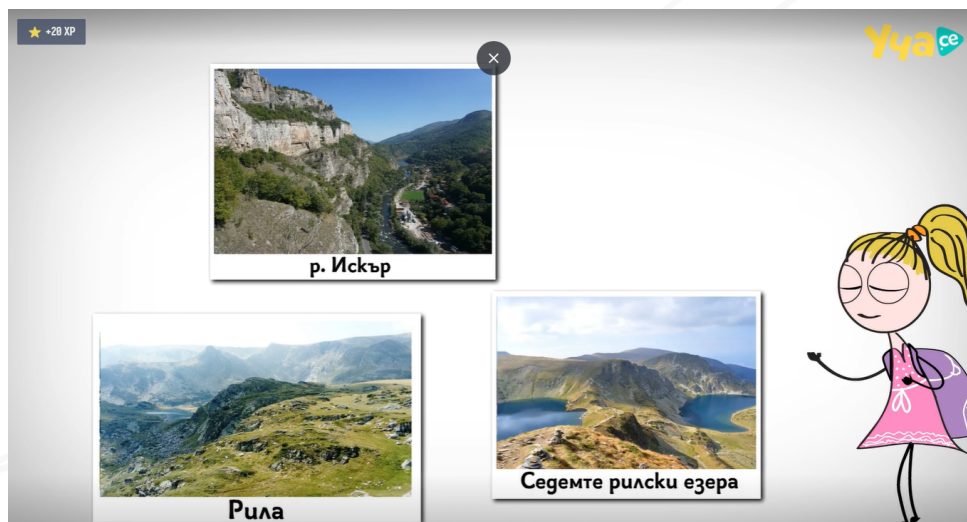 +20 XP
Уча.се
р. Искър
Рила
Седемте рилски езера